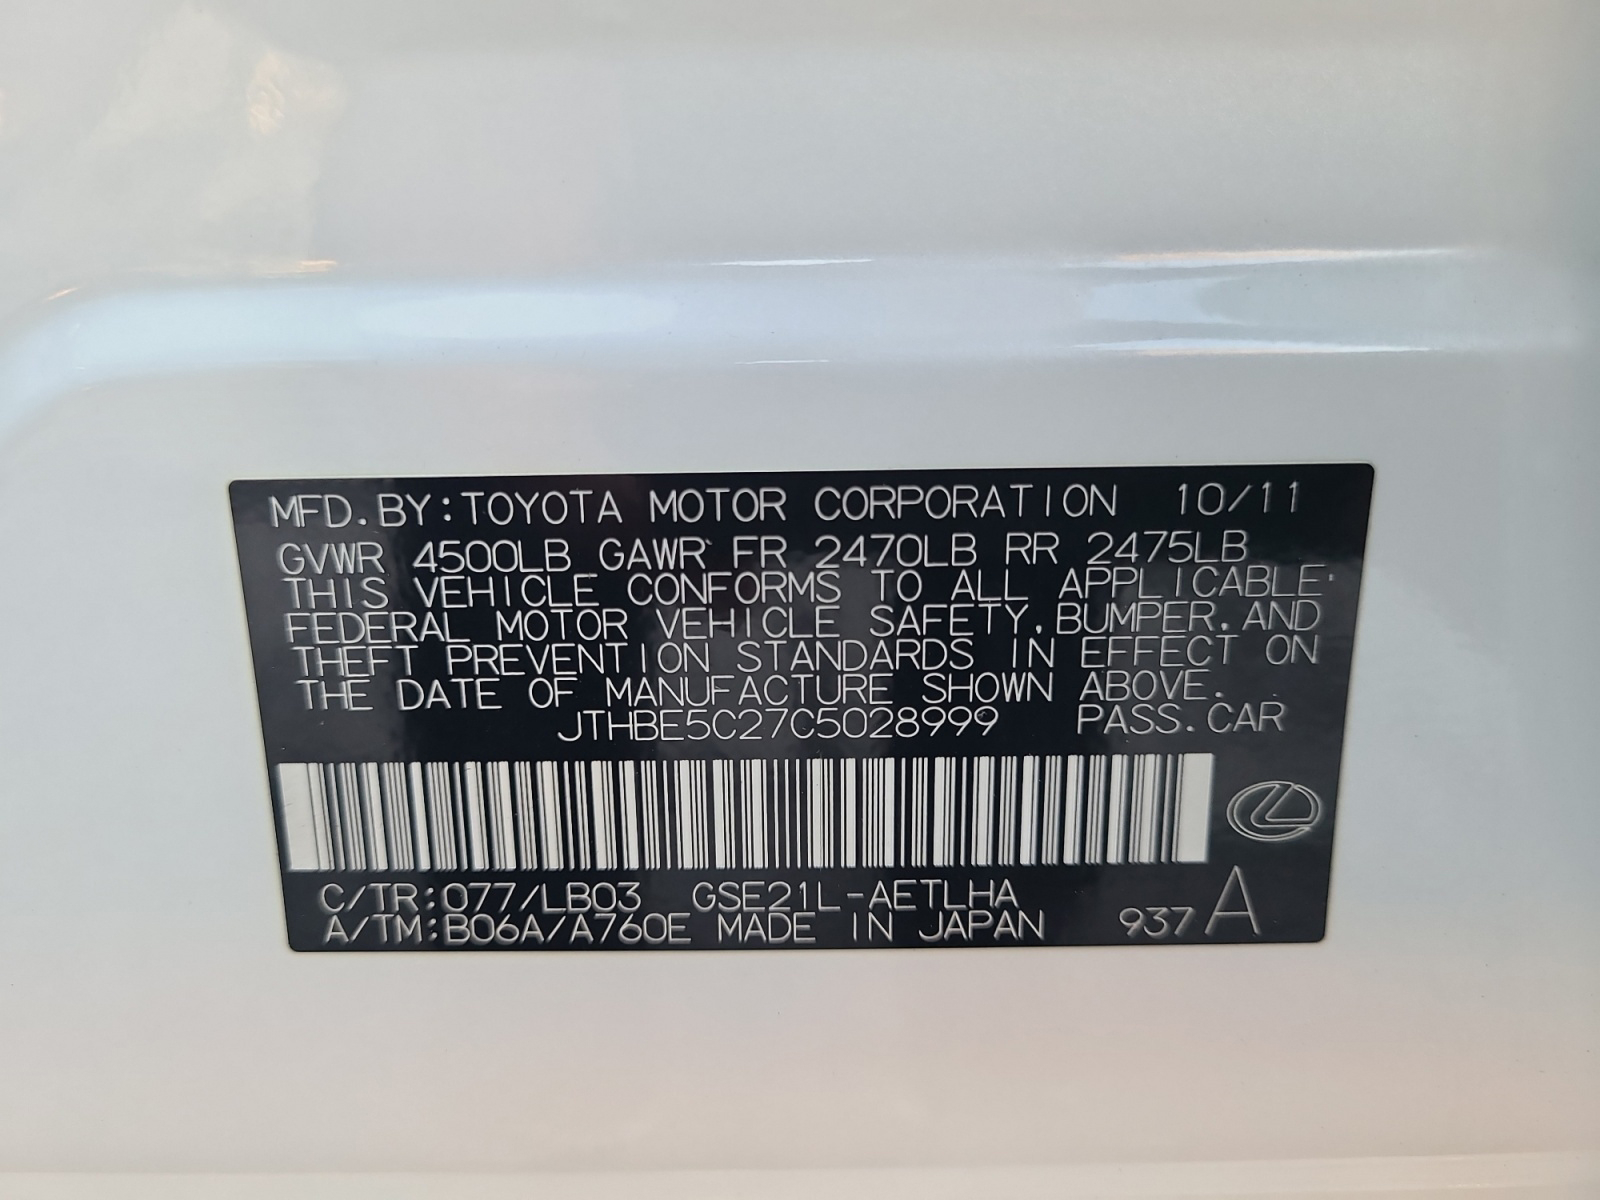 MFD. BY: TOYOTA MOTOR CORPORATION 10/11
GVWR 4500LB GAWR FR 2470LB RR 2475LB
THIS VEHICLE CONFORMS TO ALL APPLICABLE
FEDERAL MOTOR VEHICLE SAFETY, BUMPER, AND
THEFT PREVENTION STANDARDS IN EFFECT ON
THE DATE OF MANUFACTURE SHOWN ABOVE.
JTHBE5C27C5028999 PASS. CAR
C/TR: 077/LB03 GSE21L-AETLHA
A/TM: B06A/A760E MADE IN JAPAN 937 A